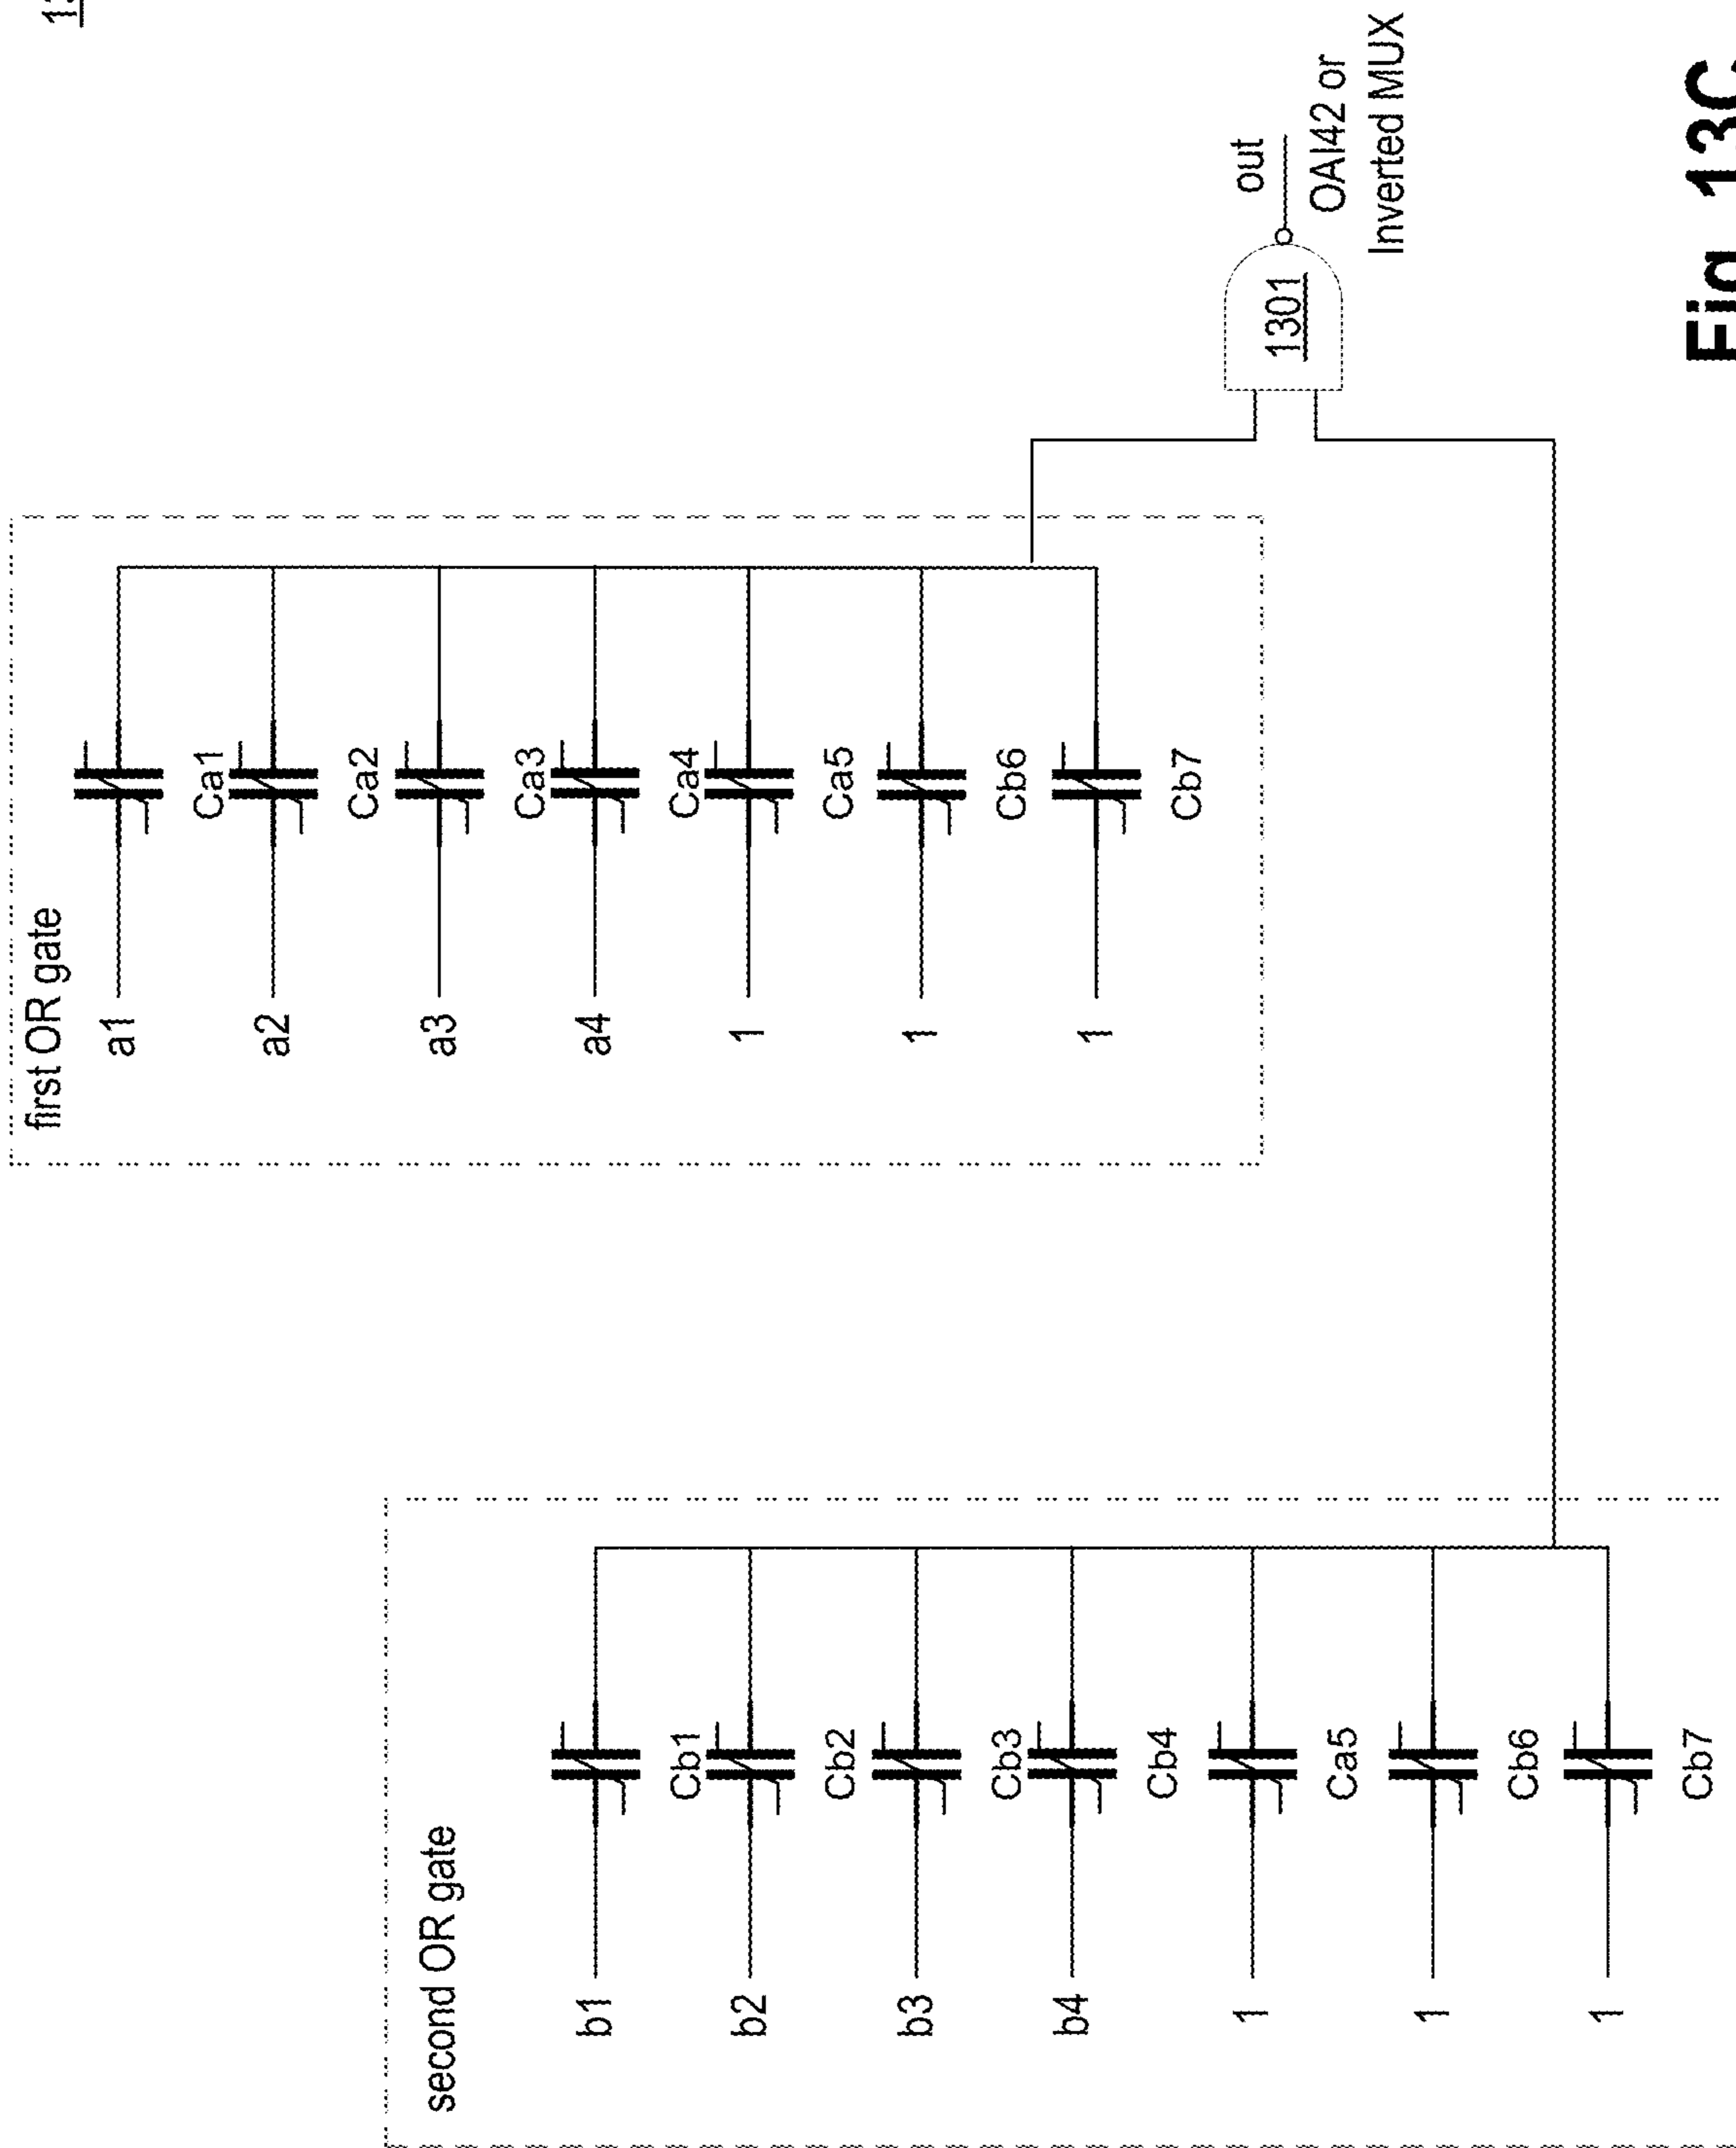 first OR gate
a1
Ca1
a2
Ca2
a3
Ca3
a4
Ca4
1
Ca5
1
Cb6
1
Cb7
second OR gate
b1
Cb1
b2
Cb2
b3
Cb3
b4
Cb4
1
Ca5
1
Cb6
1
Cb7
1301
out
OAI42 or
Inverted MUX
Fig. 13C